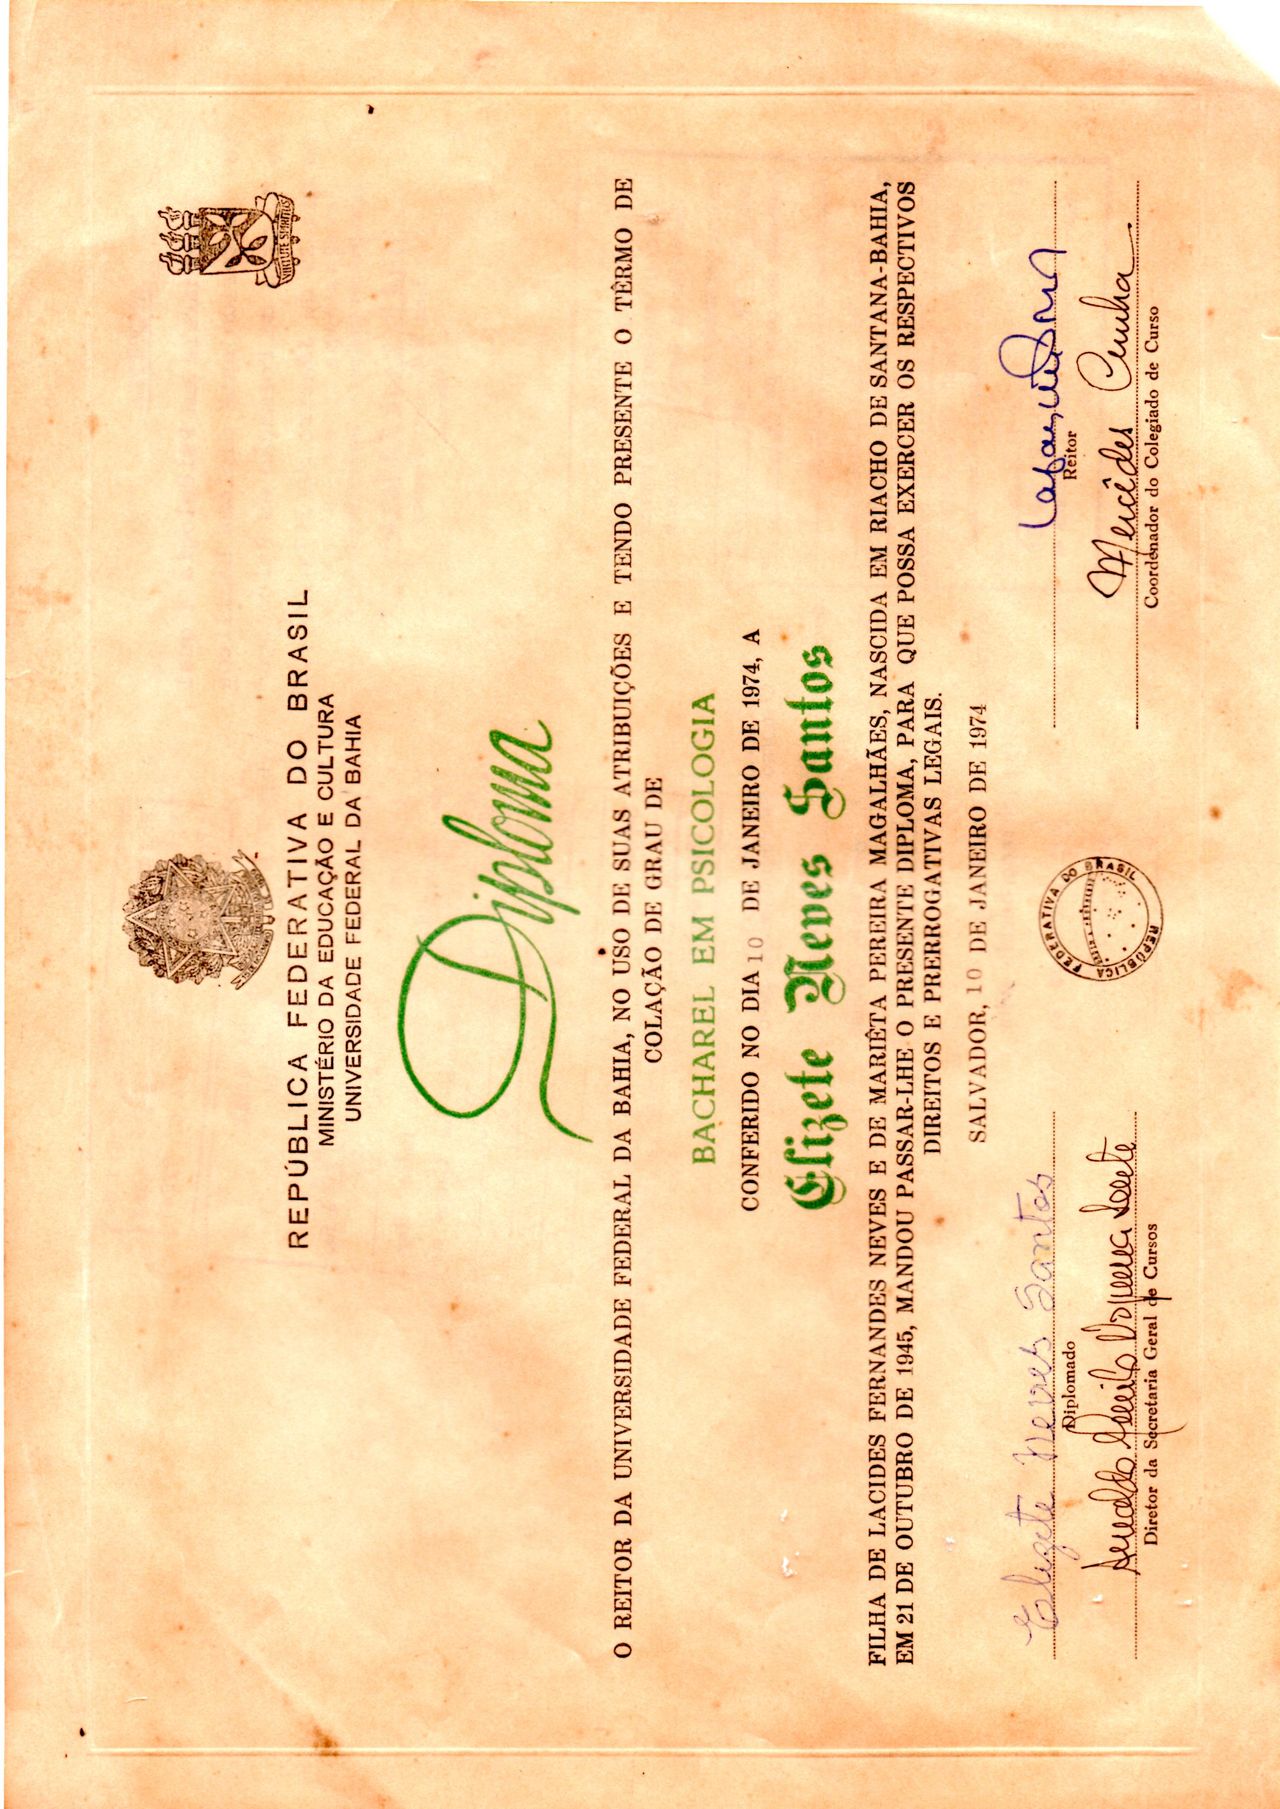 VIRTUTE SPIRITUS
REPÚBLICA FEDERATIVA DO BRASIL
MINISTÉRIO DA EDUCAÇÃO E CULTURA
UNIVERSIDADE FEDERAL DA BAHIA
Diploma
O REITOR DA UNIVERSIDADE FEDERAL DA BAHIA, NO USO DE SUAS ATRIBUIÇÕES E TENDO PRESENTE O TÊRMO DE
COLAÇÃO DE GRAU DE
BACHAREL EM PSICOLOGIA
CONFERIDO NO DIA 10 DE JANEIRO DE 1974, A
Elizete Neves Santos
FILHA DE LACIDES FERNANDES NEVES E DE MARIÊTA PEREIRA MAGALHÃES, NASCIDA EM RIACHO DE SANTANA-BAHIA,
EM 21 DE OUTUBRO DE 1945, MANDOU PASSAR-LHE O PRESENTE DIPLOMA, PARA QUE POSSA EXERCER OS RESPECTIVOS
DIREITOS E PRERROGATIVAS LEGAIS.
SALVADOR, 10 DE JANEIRO DE 1974
Elizete Neves Santos
Diplomado
Diretor da Secretaria Geral de Cursos
REPÚBLICA FEDERATIVA DO BRASIL
Reitor
Mercêdes Cunha
Coordenador do Colegiado de Curso